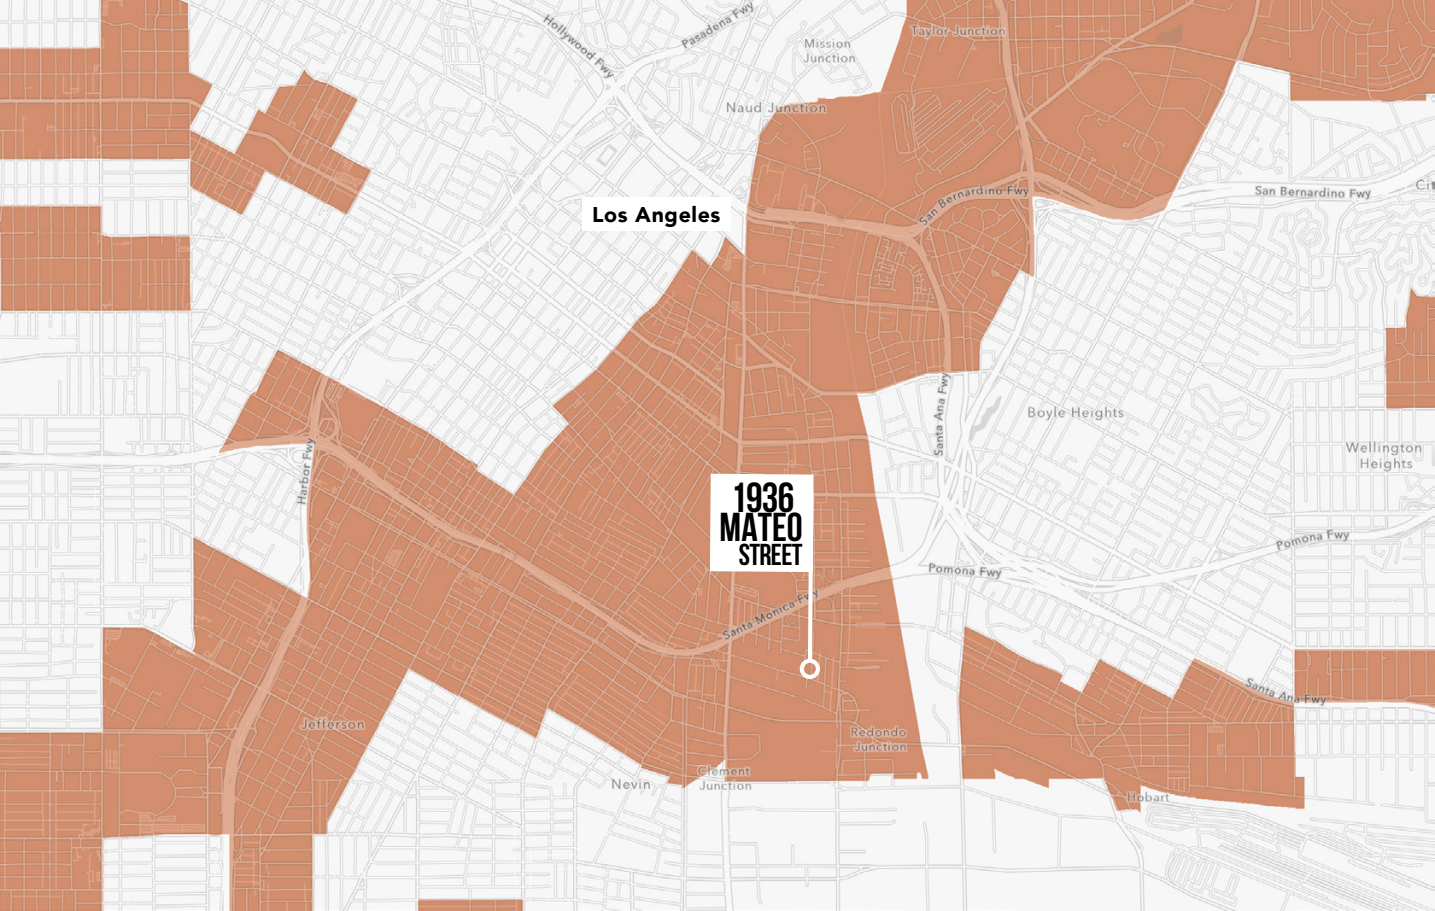 Hollywood Fwy
Pasadena Fwy
Mission
Junction
Taylor Junction
Naud Junction
Los Angeles
San Bernardino Fwy
San Bernardino Fwy
Cit
Santa Ana Fwy
Boyle Heights
Wellington
Heights
Harbor Fwy
1936
MATEO
STREET
Pomona Fwy
Pomona Fwy
Santa Monica Fwy
Santa Ana Fwy
Jefferson
Redondo
Junction
Nevin
Clement
Junction
Hobart